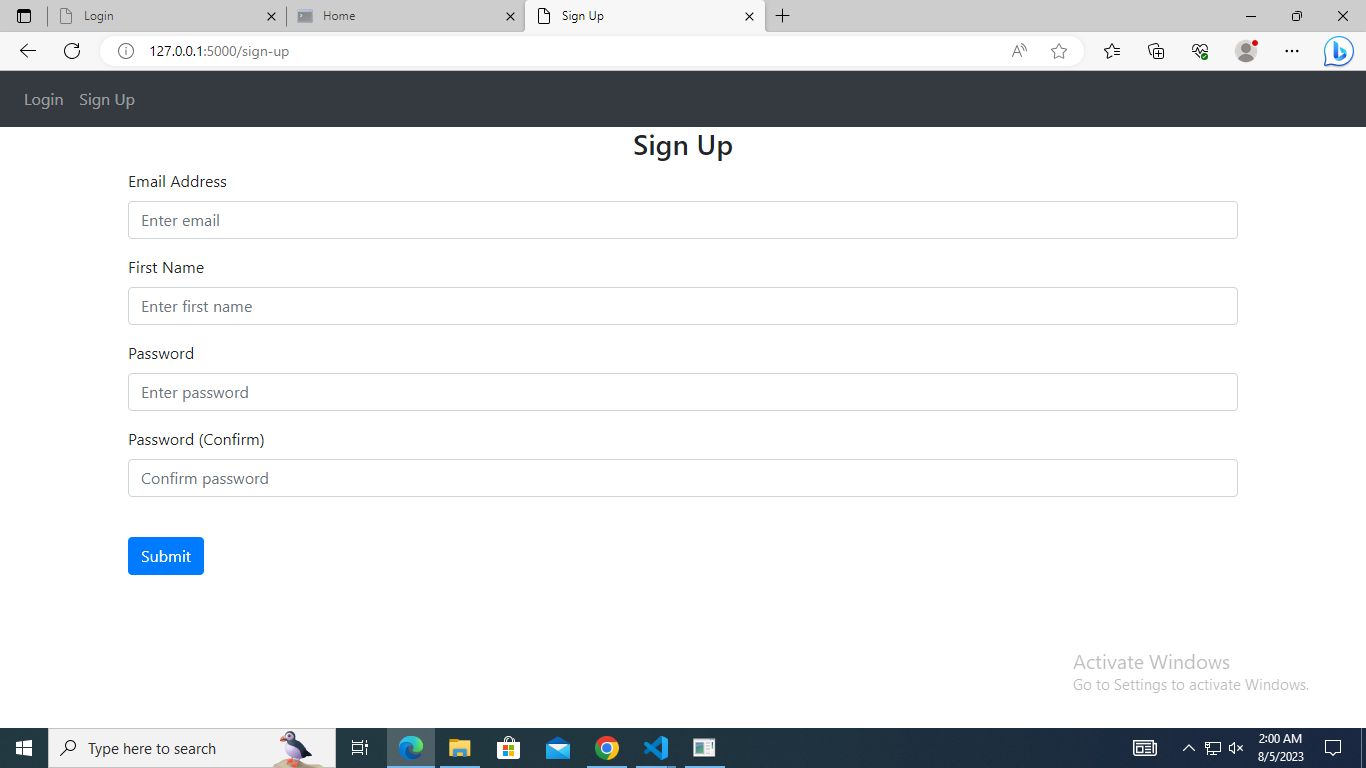 Login
Home
Sign Up
127.0.0.1:5000/sign-up
Login Sign Up
Sign Up
Email Address
Enter email
First Name
Enter first name
Password
Enter password
Password (Confirm)
Confirm password
Submit
Activate Windows
Go to Settings to activate Windows.
Type here to search
2:00 AM
8/5/2023